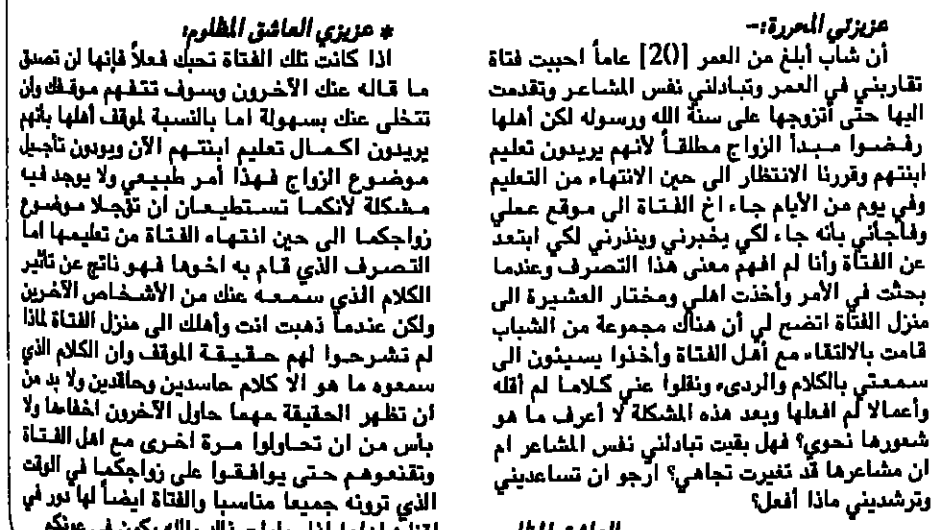 عزيزتي المحررة:-
أن شاب أبلغ من العمر [20] عاماً احببت فتاة
تقاربني في العمر وتبادلني نفس المشاعر وتقدمت
اليها حتى أتزوجها على سنة الله ورسوله لكن أهلها
رفضوا مبدأ الزواج مطلقاً لأنهم يريدون تعليم
ابنتهم وقررنا الانتظار الى حين الانتهاء من التعليم
وفي يوم من الأيام جاء اخ الفتاة الى موقع عملي
وفاجأني بأنه جاء لكي يخبرني وينذرني لكي ابتعد
عن الفتاة وأنا لم افهم معنى هذا التصرف وعندما
بحثت في الأمر وأخذت اهلي ومختار العشيرة الى
منزل الفتاة اتضح لي أن هناك مجموعة من الشباب
قامت بالالتقاء مع أهل الفتاة وأخذوا يسيئون الى
سمعتي بالكلام والردىء ونقلوا عني كلاما لم أقله
وأعمالا لم افعلها وبعد هذه المشكلة لا أعرف ما هو
شعورها نحوي؟ فهل بقيت تبادلني نفس المشاعر ام
ان مشاعرها قد تغيرت تجاهي؟ أرجو ان تساعديني
وترشديني ماذا أفعل؟
* عزيزي العاشق المظلوم:
اذا كانت تلك الفتاة تحبك فعلاً فإنها لن تصدق
ما قاله عنك الآخرون وسوف تتفهم موقفك ولن
تتخلى عنك بسهولة اما بالنسبة لموقف أهلها بأنهم
يريدون اكمال تعليم ابنتهم الآن ويودون تأجيل
موضوع الزواج فهذا أمر طبيعي ولا يوجد فيه
مشكلة لأنكما تستطيعان ان تؤجلا موضوع
زواجكما الى حين انتهاء الفتاة من تعليمها اما
التصرف الذي قام به اخوها فهو ناتج عن تأثير
الكلام الذي سمعه عنك من الأشخاص الآخرين
ولكن عندما ذهبت انت وأهلك الى منزل الفتاة لماذا
لم تشرحوا لهم حقيقة الموقف وان الكلام الذي
سمعوه ما هو الا كلام حاسدين وحاقدين ولا بد من
ان تظهر الحقيقة مهما حاول الآخرون اخفاءها ولا
بأس من ان تحاولوا مرة اخرى مع اهل الفتاة
وتقنعوهم حتى يوافقوا على زواجكما في الوقت
الذي ترونه جميعا مناسبا والفتاة ايضاً لها دور في